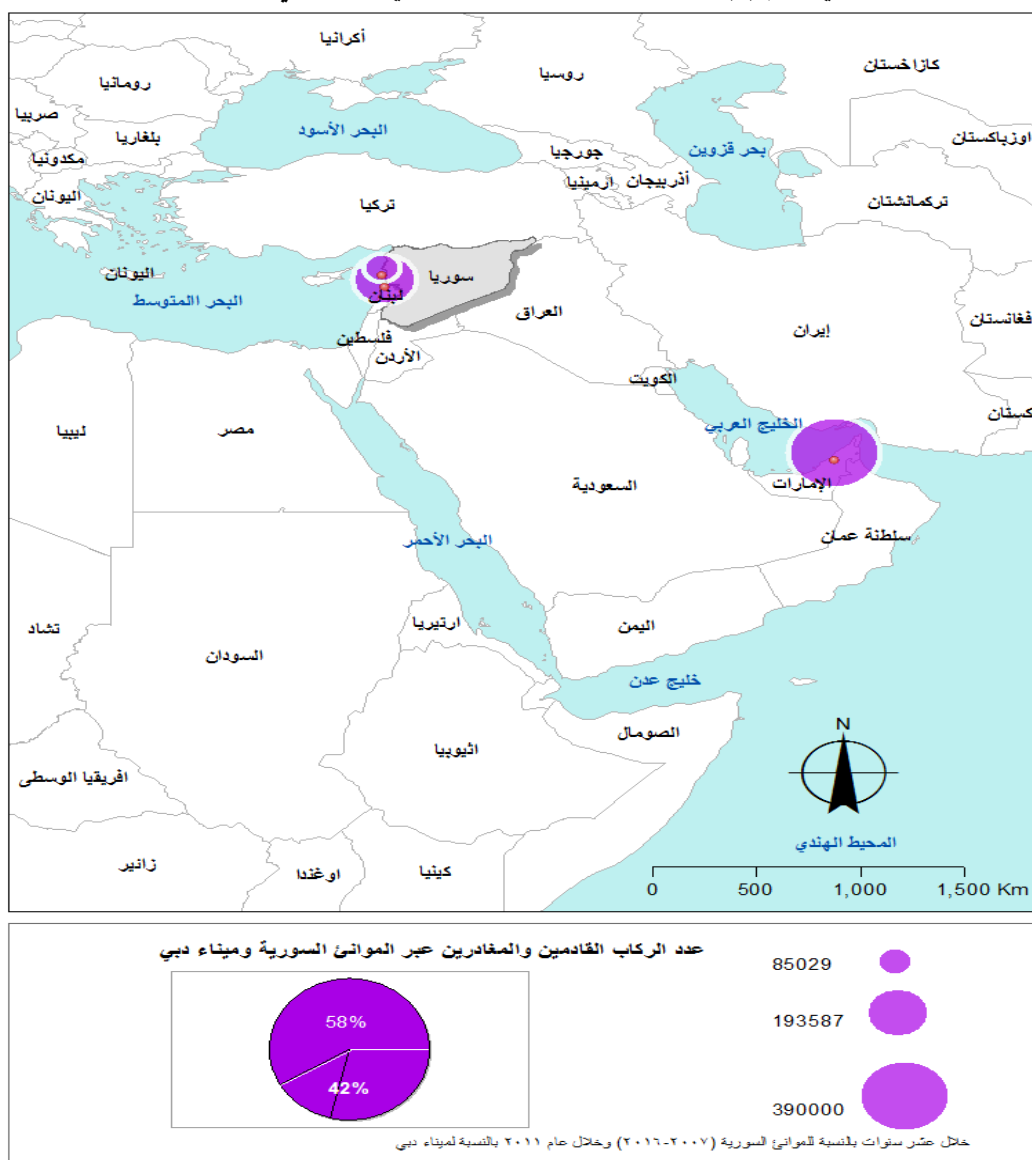 أكرانيا
روسيا
كازاخستان
رومانيا
صربيا
البحر الأسود
بلغاريا
بحر قزوين
اوزباكستان
جورجيا
مكدونيا
أذربيجان
ارمينيا
اليونان
تركيا
تركمانشتان
اليونان
سوريا
البحر االمتوسط
لبنان
العراق
فغانستان
إيران
فلسطين
الأردن
الكويت
كستان
ليبيا
مصر
الخليج العربي
السعودية
الإمارات
البحر الأحمر
سلطنة عمان
تشاد
السودان
ارتيريا
اليمن
خليج عدن
الصومال
اثيوبيا
N
افريقيا الوسطى
المحيط الهندي
زانير
اوغندا
كينيا
0 500 1,000 1,500 Km
عدد الركاب القادمين والمغادرين عبر الموانئ السورية وميناء دبي
58%
42%
85029
193587
390000
خلال عشر سنوات بالنسبة للموانئ السورية (٢٠٠٧-٢٠١٦) وخلال عام ٢٠١١ بالنسبة لميناء دبي